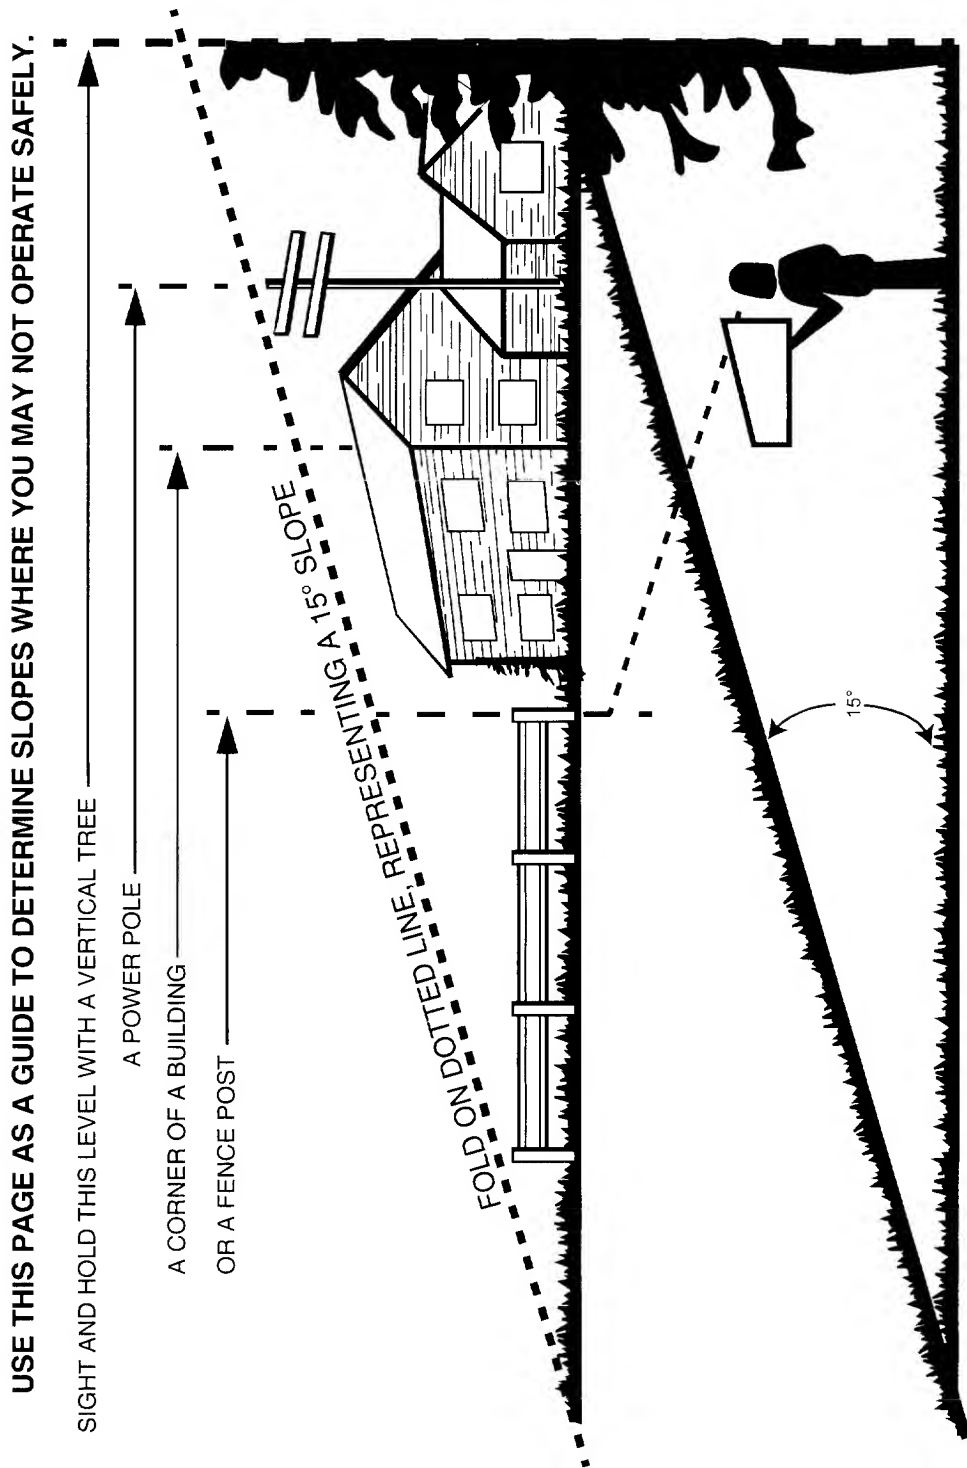 USE THIS PAGE AS A GUIDE TO DETERMINE SLOPES WHERE YOU MAY NOT OPERATE SAFELY.
SIGHT AND HOLD THIS LEVEL WITH A VERTICAL TREE
A POWER POLE
A CORNER OF A BUILDING
OR A FENCE POST
FOLD ON DOTTED LINE, REPRESENTING A 15° SLOPE
15°